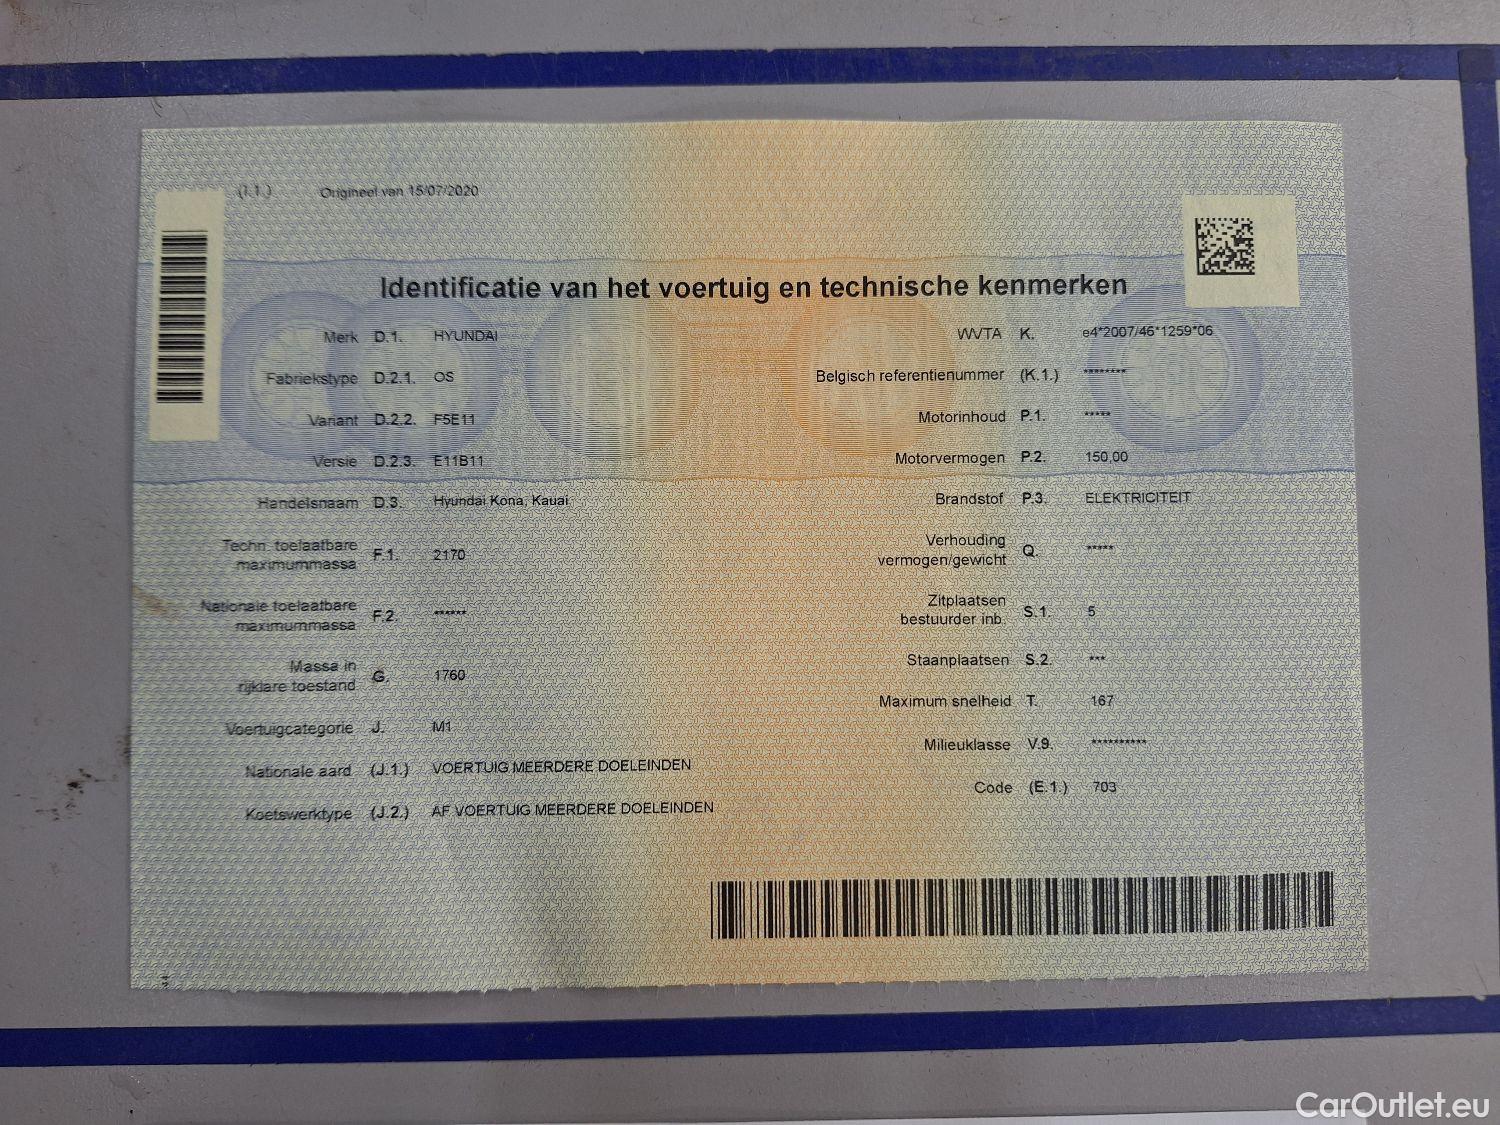 (I.1.) Origineel van 15/07/2020
Identificatie van het voertuig en technische kenmerken
Merk D.1. HYUNDAI
Fabriekstype D.2.1. OS
Variant D.2.2. F5E11
Versie D.2.3. E11B11
Handelsnaam D.3. Hyundai Kona, Kauai
Techn. toelaatbare
maximummassa F.1. 2170
Nationale toelaatbare
maximummassa F.2. ******
Massa in
rijklare toestand G. 1760
Voertuigcategorie J. M1
Nationale aard (J.1.) VOERTUIG MEERDERE DOELEINDEN
Koetswerktype (J.2.) AF VOERTUIG MEERDERE DOELEINDEN
WVTA K. e4*2007/46*1259*06
Belgisch referentienummer (K.1.) ********
Motorinhoud P.1. *****
Motorvermogen P.2. 150,00
Brandstof P.3. ELEKTRICITEIT
Verhouding
vermogen/gewicht Q. *****
Zitplaatsen
bestuurder inb. S.1. 5
Staanplaatsen S.2. ***
Maximum snelheid T. 167
Milieuklasse V.9. **********
Code (E.1.) 703
34
CarOutlet.eu